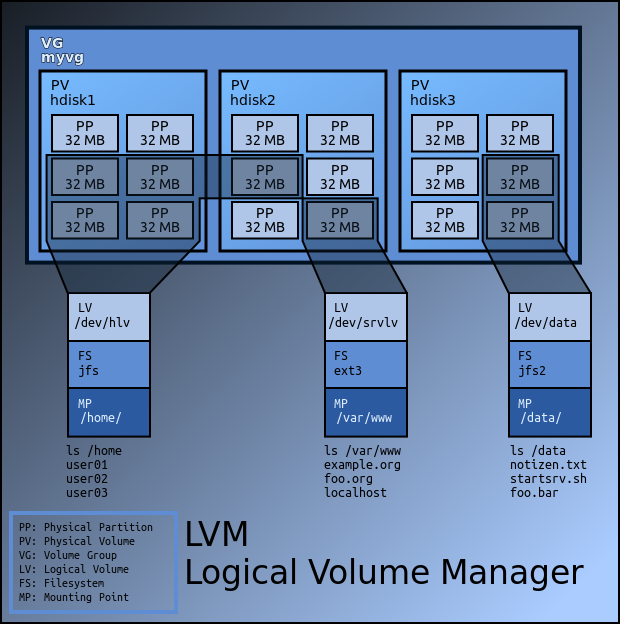 VG
myvg
PV
hdisk1
PP
32 MB
PP
32 MB
PP
32 MB
PP
32 MB
PP
32 MB
PP
32 MB
PV
hdisk2
PP
32 MB
PP
32 MB
PP
32 MB
PP
32 MB
PP
32 MB
PP
32 MB
PV
hdisk3
PP
32 MB
PP
32 MB
PP
32 MB
PP
32 MB
PP
32 MB
PP
32 MB
LV
/dev/hlv
FS
jfs
MP
/home/
ls /home
user01
user02
user03
LV
/dev/srvlv
FS
ext3
MP
/var/www
ls /var/www
example.org
foo.org
localhost
LV
/dev/data
FS
jfs2
MP
/data/
ls /data
notizen.txt
startsrv.sh
foo.bar
PP: Physical Partition
PV: Physical Volume
VG: Volume Group
LV: Logical Volume
FS: Filesystem
MP: Mounting Point
LVM
Logical Volume Manager